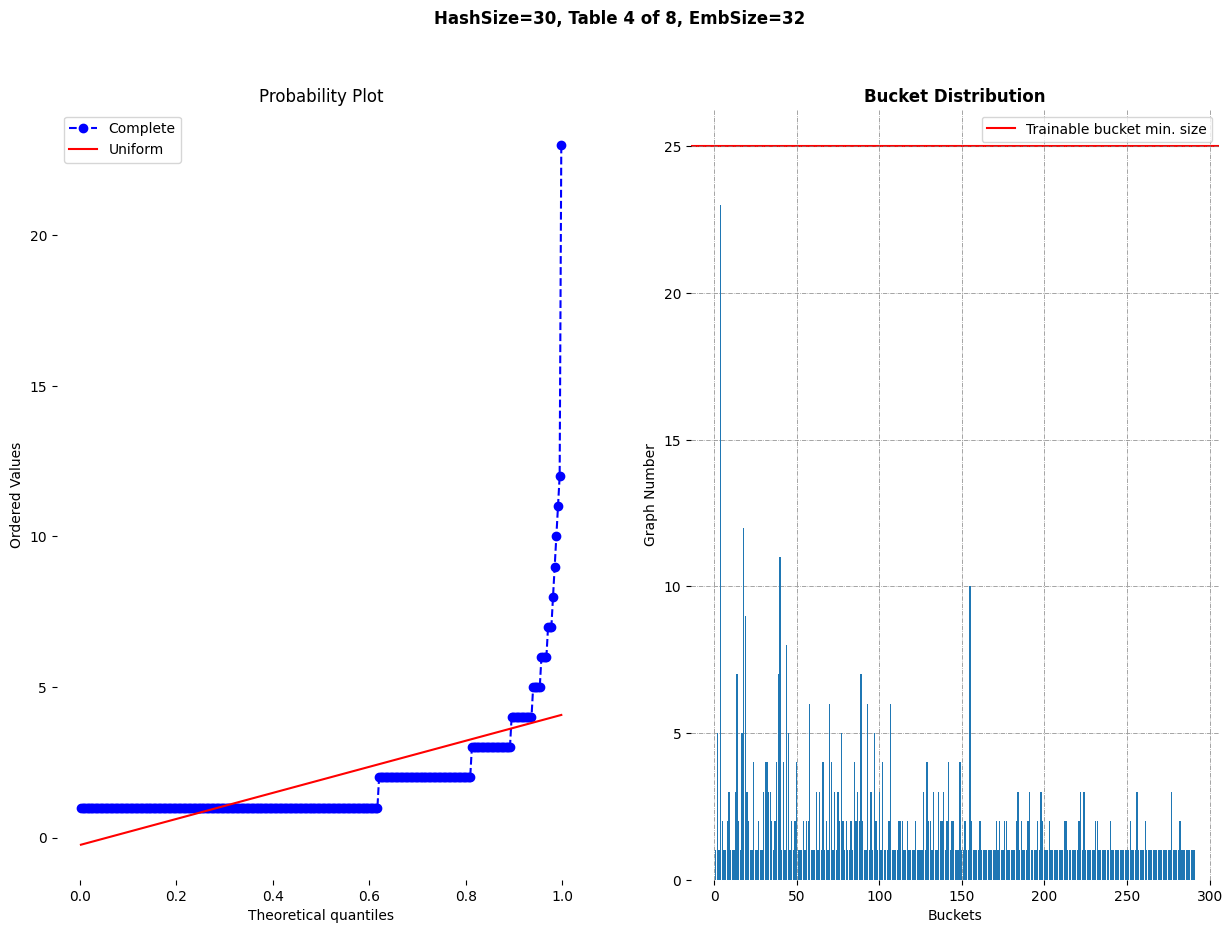 HashSize=30, Table 4 of 8, EmbSize=32
Probability Plot
Complete
Uniform
Ordered Values
20
15
10
5
0
0.0 0.2 0.4 0.6 0.8 1.0
Theoretical quantiles
Bucket Distribution
Trainable bucket min. size
Graph Number
25
20
15
10
5
0
0 50 100 150 200 250 300
Buckets